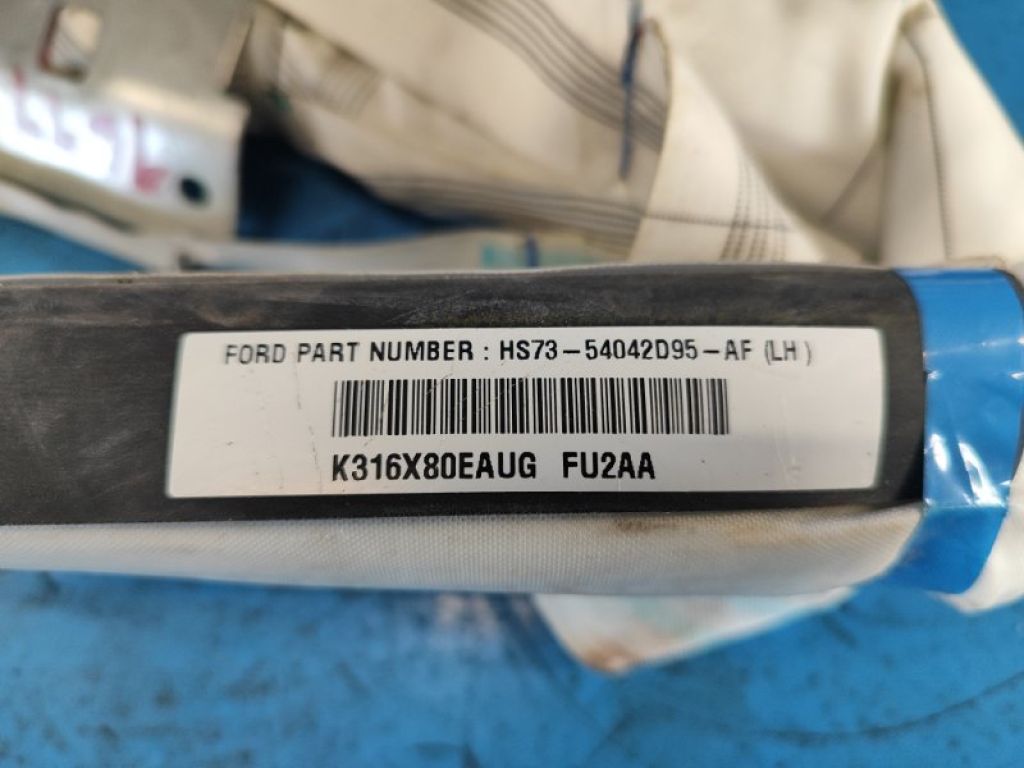 FORD PART NUMBER : HS73-54042D95-AF (LH)
K316X80EAUG FU2AA